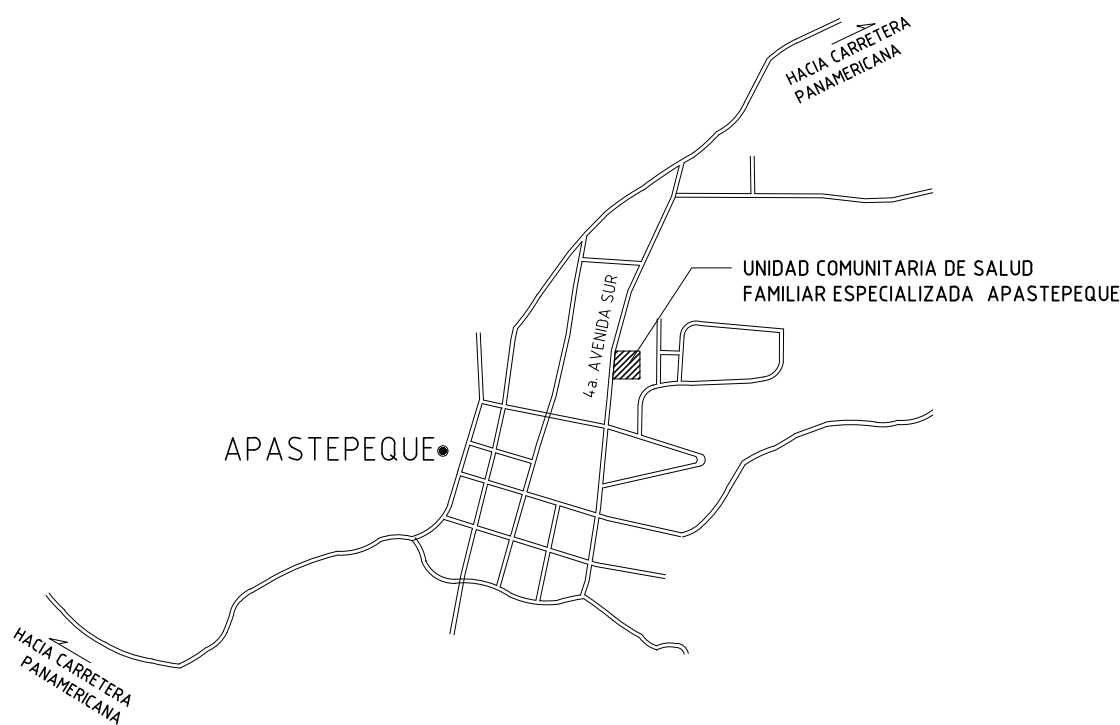 HACIA CARRETERA
PANAMERICANA
UNIDAD COMUNITARIA DE SALUD
FAMILIAR ESPECIALIZADA APASTEPEQUE
4a. AVENIDA SUR
APASTEPEQUE
HACIA CARRETERA
PANAMERICANA